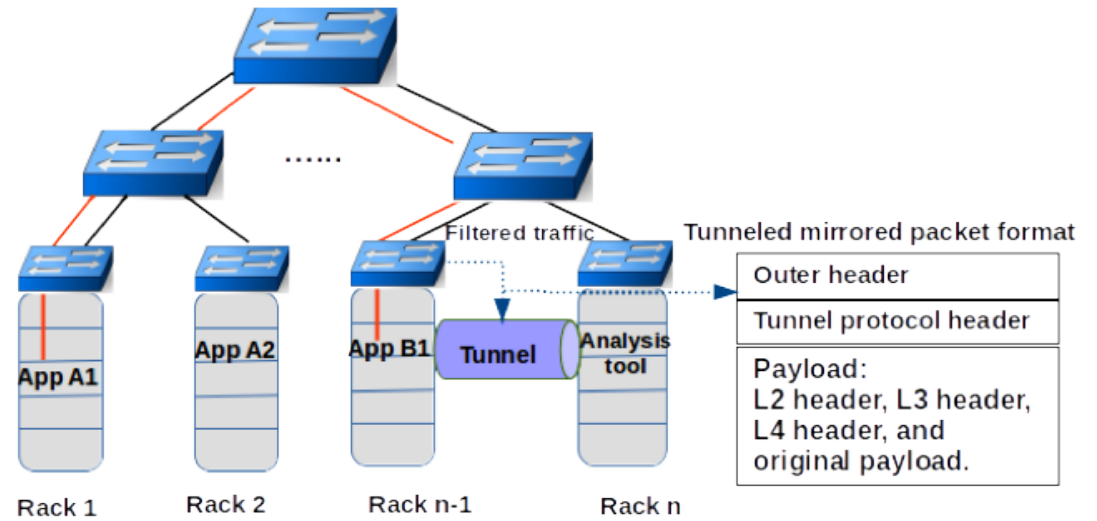 ......
Filtered traffic
Tunneled mirrored packet format
Outer header
Tunnel protocol header
Payload:
L2 header, L3 header,
L4 header, and
original payload.
App A1
App A2
App B1
Tunnel
Analysis
tool
Rack 1
Rack 2
Rack n-1
Rack n